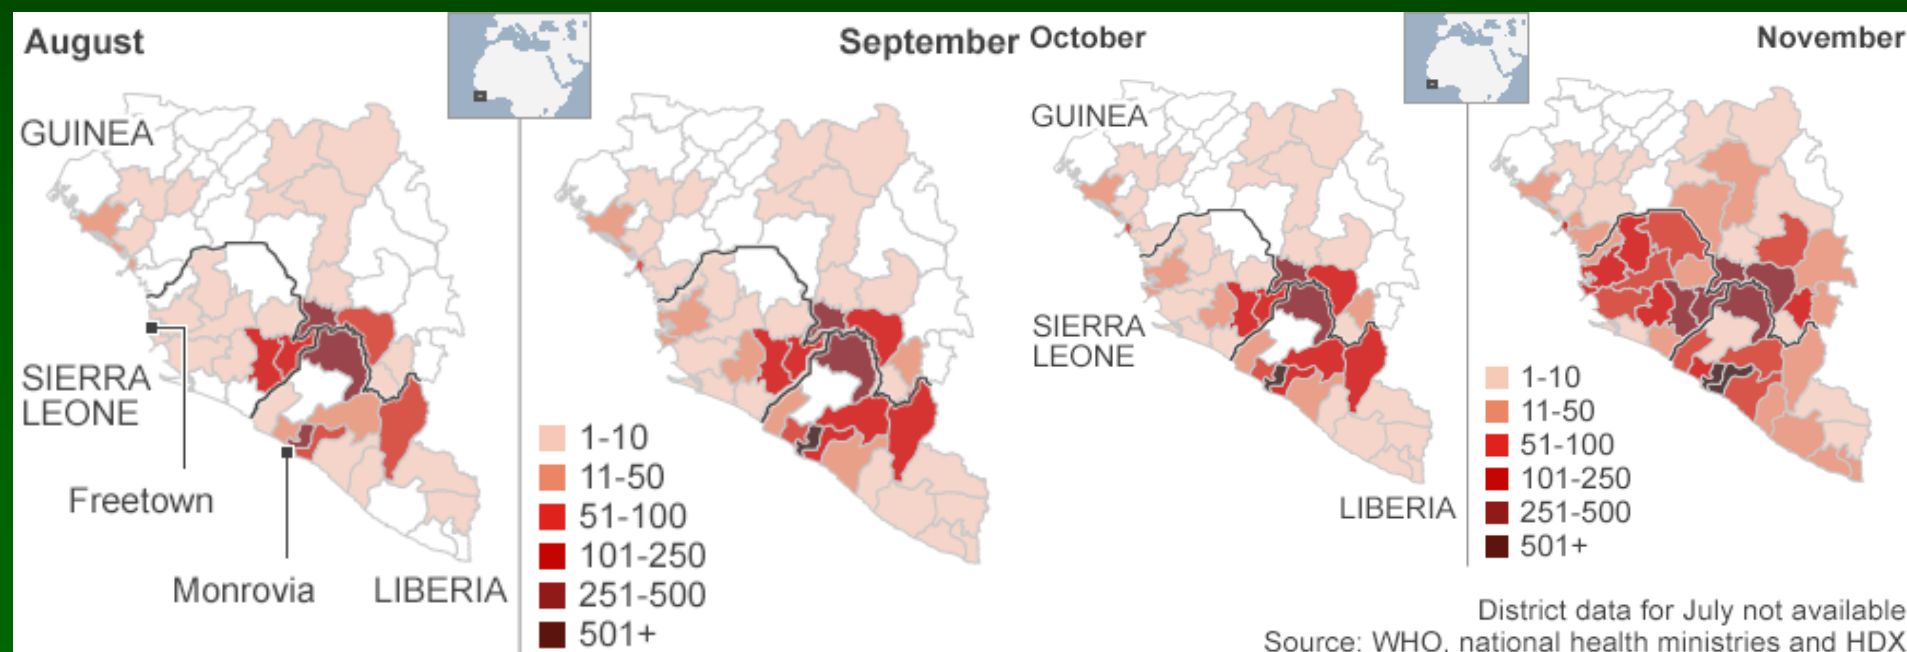 August
September
October
November
GUINEA
SIERRA
LEONE
Freetown
Monrovia
LIBERIA
1-10
11-50
51-100
101-250
251-500
501+
GUINEA
SIERRA
LEONE
LIBERIA
1-10
11-50
51-100
101-250
251-500
501+
District data for July not available
Source: WHO, national health ministries and HDX